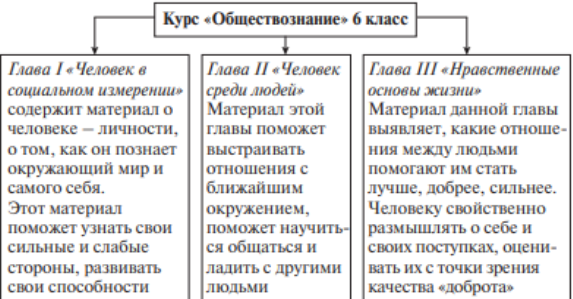 Курс «Обществознание» 6 класс
Глава I «Человек в
социальном измерении»
содержит материал о
человеке – личности,
о том, как он познает
окружающий мир и
самого себя.
Этот материал
поможет узнать свои
сильные и слабые
стороны, развивать
свои способности
Глава II «Человек
среди людей»
Материал этой
главы поможет
выстраивать
отношения с
ближайшим
окружением,
поможет научить-
ся общаться и
ладить с другими
людьми
Глава III «Нравственные
основы жизни»
Материал данной главы
выявляет, какие отноше-
ния между людьми
помогают им стать
лучше, добрее, сильнее.
Человеку свойственно
размышлять о себе и
своих поступках, оцени-
вать их с точки зрения
качества «доброта»